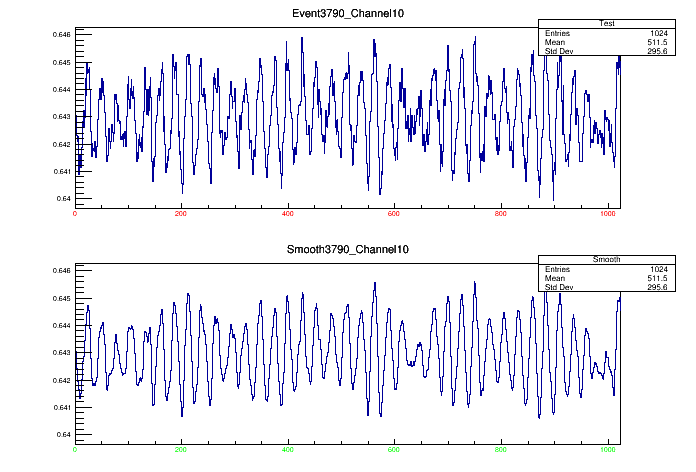 Event3790_Channel10
Test
Entries 1024
Mean 511.5
Std Dev 295.6
0.646
0.645
0.644
0.643
0.642
0.641
0.64
0 200 400 600 800 1000
Smooth3790_Channel10
Smooth
Entries 1024
Mean 511.5
Std Dev 295.6
0.646
0.645
0.644
0.643
0.642
0.641
0.64
0 200 400 600 800 1000